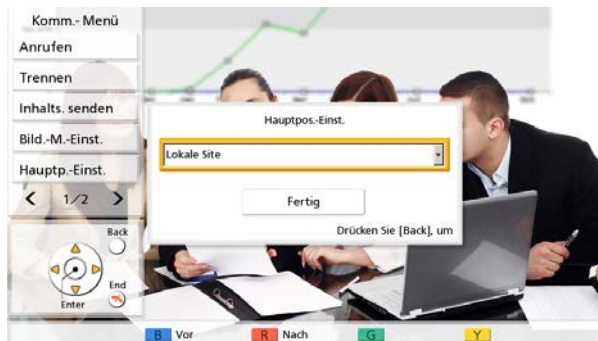 Komm.- Menü
Anrufen
Trennen
Inhalts. senden
Bild.-M.-Einst.
Hauptp.-Einst.
1/2
Back
End
Enter
Hauptpos.-Einst.
Lokale Site
Fertig
Drücken Sie [Back], um
B Vor R Nach G Y